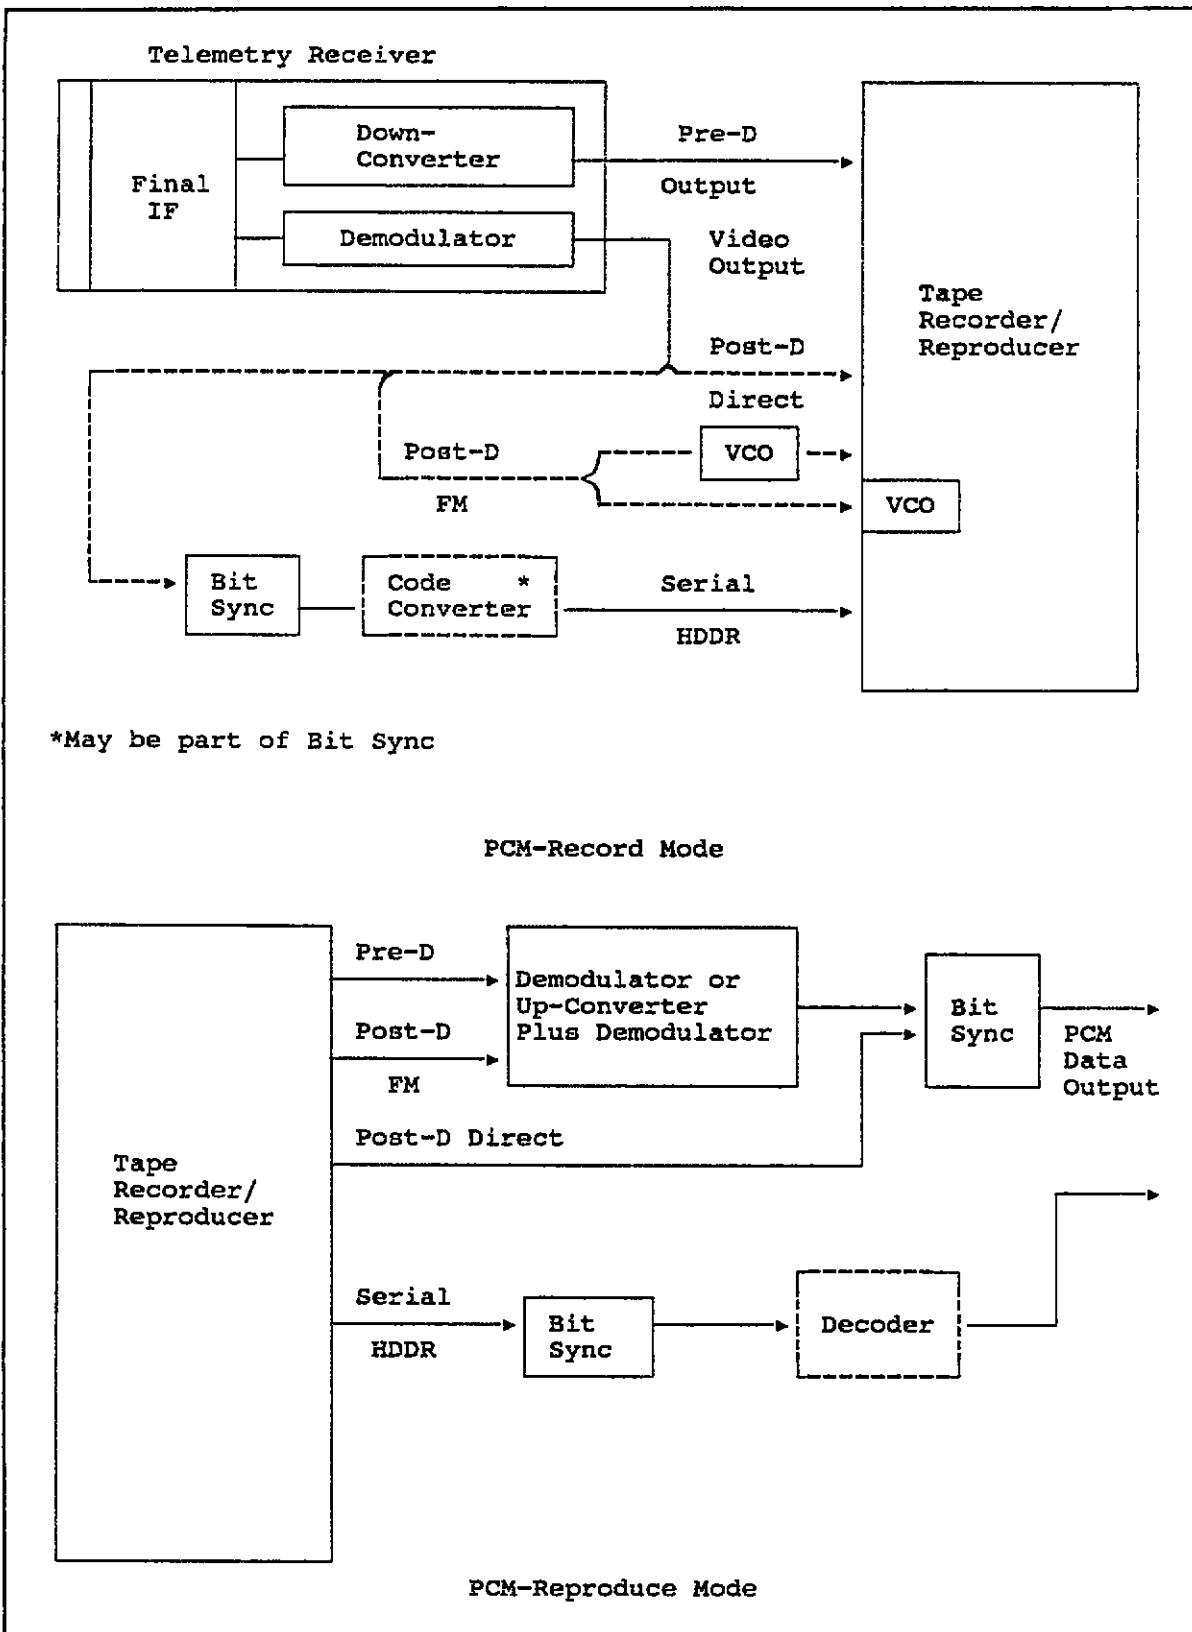 Telemetry Receiver
Down-
Converter
Final
IF
Demodulator
Pre-D
Output
Video
Output
Tape
Recorder/
Reproducer
Post-D
Direct
Post-D
FM
VCO
VCO
Bit
Sync
Code *
Converter
Serial
HDDR
*May be part of Bit Sync
PCM-Record Mode
Pre-D
Demodulator or
Up-Converter
Plus Demodulator
Post-D
FM
Bit
Sync
PCM
Data
Output
Post-D Direct
Tape
Recorder/
Reproducer
Serial
HDDR
Bit
Sync
Decoder
PCM-Reproduce Mode